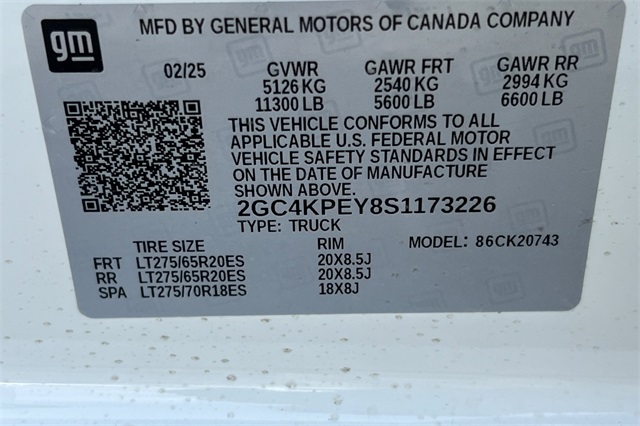 gm
MFD BY GENERAL MOTORS OF CANADA COMPANY
02/25 GVWR GAWR FRT GAWR RR
5126 KG 2540 KG 2994 KG
11300 LB 5600 LB 6600 LB
THIS VEHICLE CONFORMS TO ALL
APPLICABLE U.S. FEDERAL MOTOR
VEHICLE SAFETY STANDARDS IN EFFECT
ON THE DATE OF MANUFACTURE
SHOWN ABOVE.
2GC4KPEY8S1173226
TYPE: TRUCK
TIRE SIZE RIM MODEL: 86CK20743
FRT LT275/65R20ES 20X8.5J
RR LT275/65R20ES 20X8.5J
SPA LT275/70R18ES 18X8J